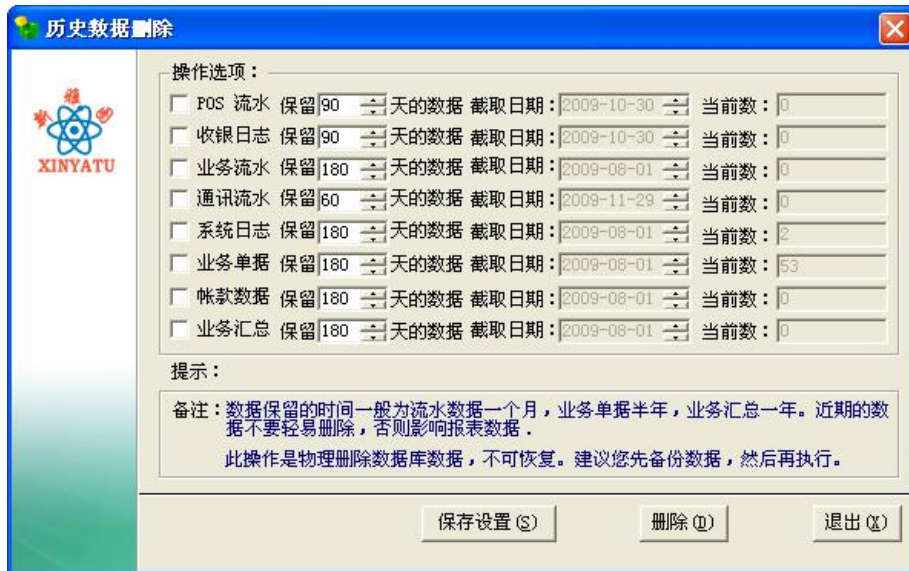 历史数据删除
操作选项：
POS 流水 保留 90 天的数据 截取日期：2009-10-30 当前数：0
收银日志 保留 90 天的数据 截取日期：2009-10-30 当前数：0
业务流水 保留 180 天的数据 截取日期：2009-08-01 当前数：0
通讯流水 保留 60 天的数据 截取日期：2009-11-29 当前数：0
系统日志 保留 180 天的数据 截取日期：2009-08-01 当前数：2
业务单据 保留 180 天的数据 截取日期：2009-08-01 当前数：53
帐款数据 保留 180 天的数据 截取日期：2009-08-01 当前数：0
业务汇总 保留 180 天的数据 截取日期：2009-08-01 当前数：0
XINYATU
提示：
备注：数据保留的时间一般为流水数据一个月，业务单据半年，业务汇总一年。近期的数
据不要轻易删除，否则影响报表数据．
此操作是物理删除数据库数据，不可恢复。建议您先备份数据，然后再执行。
保存设置(S) 删除(D) 退出(X)